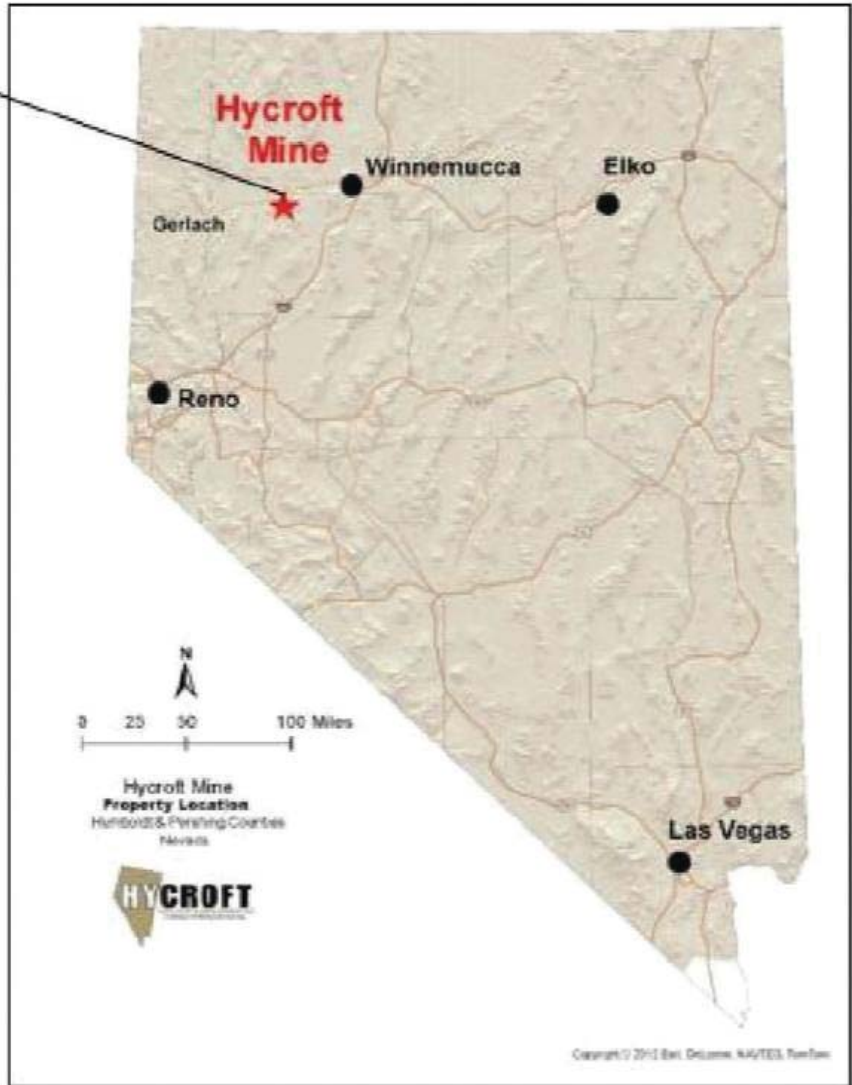 Hycroft
Mine
Winnemucca
Elko
Gerlach
Reno
N
0 25 50 100 Miles
Hycroft Mine
Property Location
Humboldt & Pershing Counties
Nevada
HYCROFT
Las Vegas